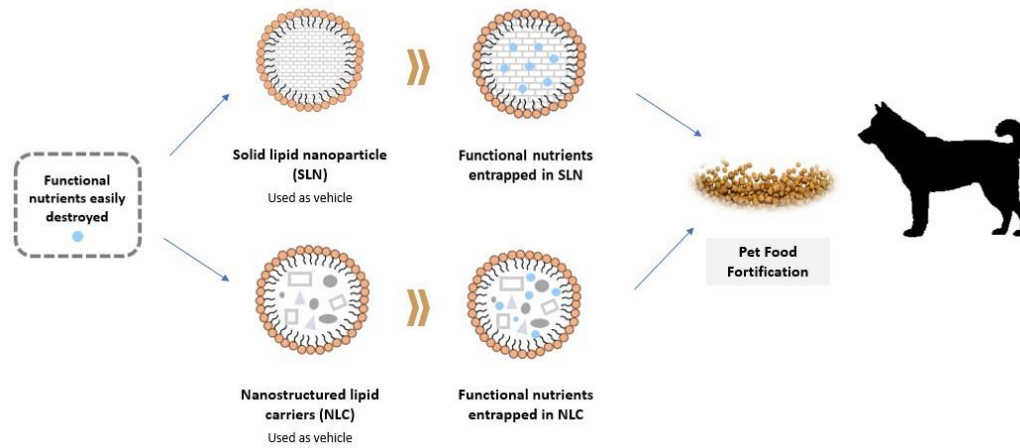 Functional
nutrients easily
destroyed
Solid lipid nanoparticle
(SLN)
Used as vehicle
Functional nutrients
entrapped in SLN
Nanostructured lipid
carriers (NLC)
Used as vehicle
Functional nutrients
entrapped in NLC
Pet Food
Fortification